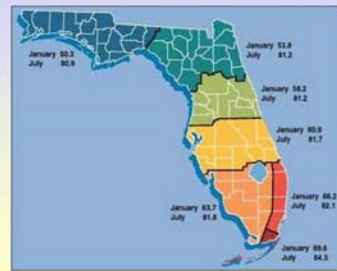 January 50.3
July 80.9
January 53.8
July 81.2
January 58.2
July 81.2
January 60.9
July 81.7
January 66.2
July 82.1
January 63.7
July 81.8
January 69.6
July 84.3